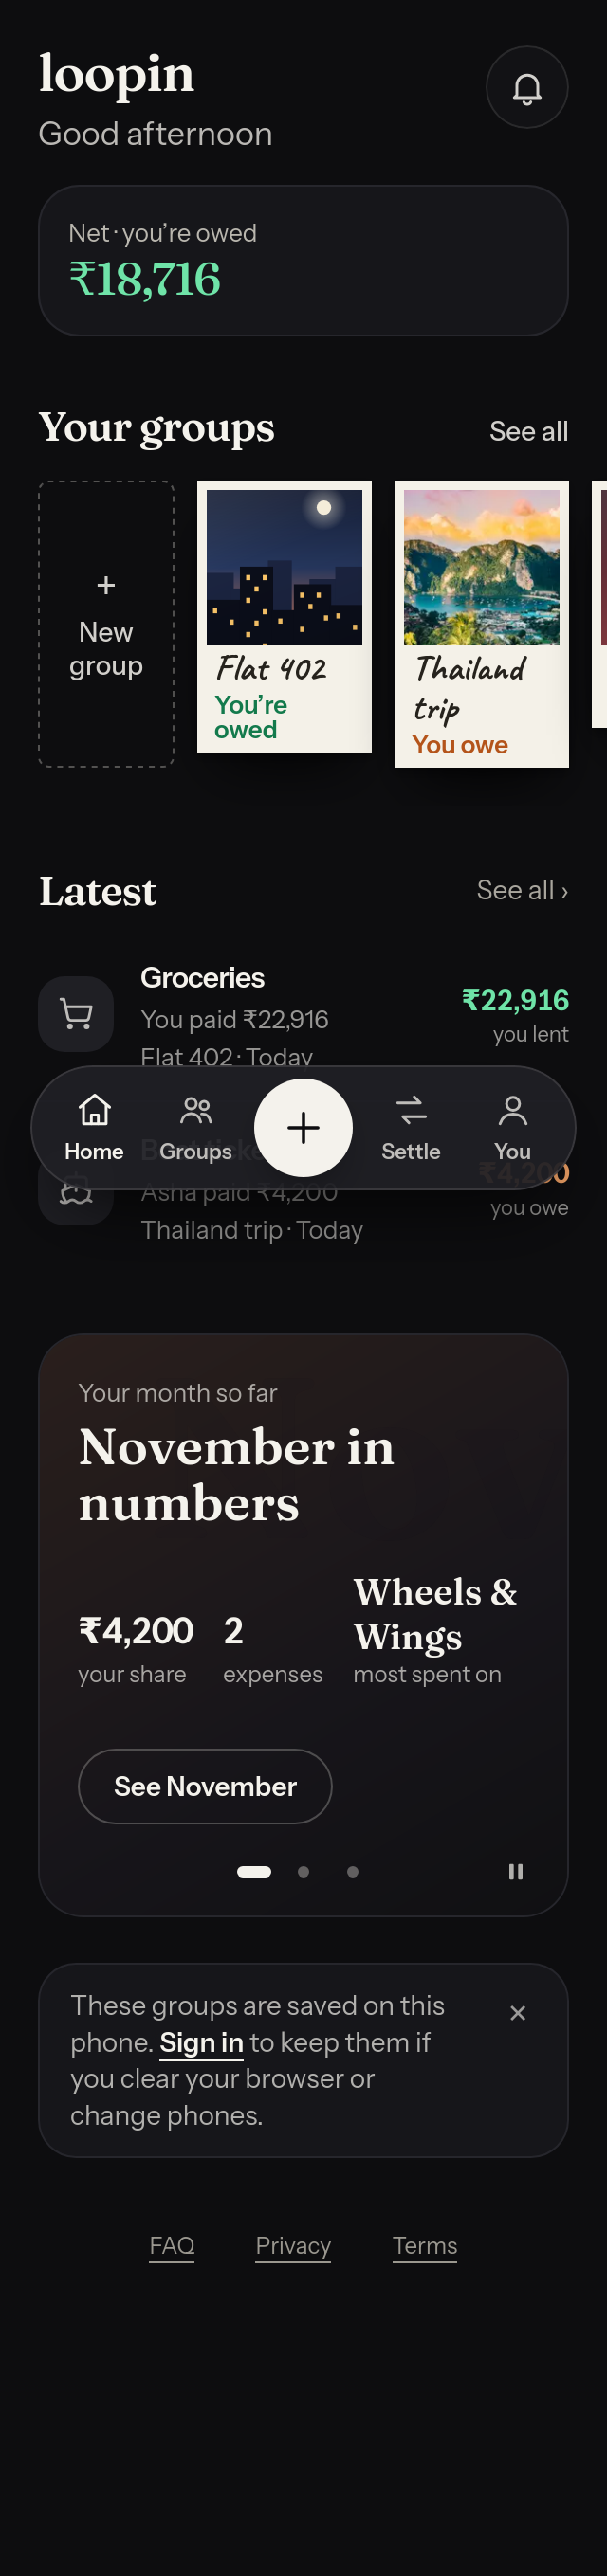 loopin
Good afternoon
Net · you’re owed
₹18,716
Your groups
See all
+
New
group
Flat 402
You’re
owed
Thailand
trip
You owe
Latest
See all ›
Groceries
You paid ₹22,916
Flat 402 · Today
₹22,916
you lent
Home
Groups
Settle
You
Asha paid ₹4,200
Thailand trip · Today
₹4,200
you owe
Your month so far
November in
numbers
₹4,200
your share
2
expenses
Wheels &
Wings
most spent on
See November
These groups are saved on this
phone. Sign in to keep them if
you clear your browser or
change phones.
FAQ
Privacy
Terms